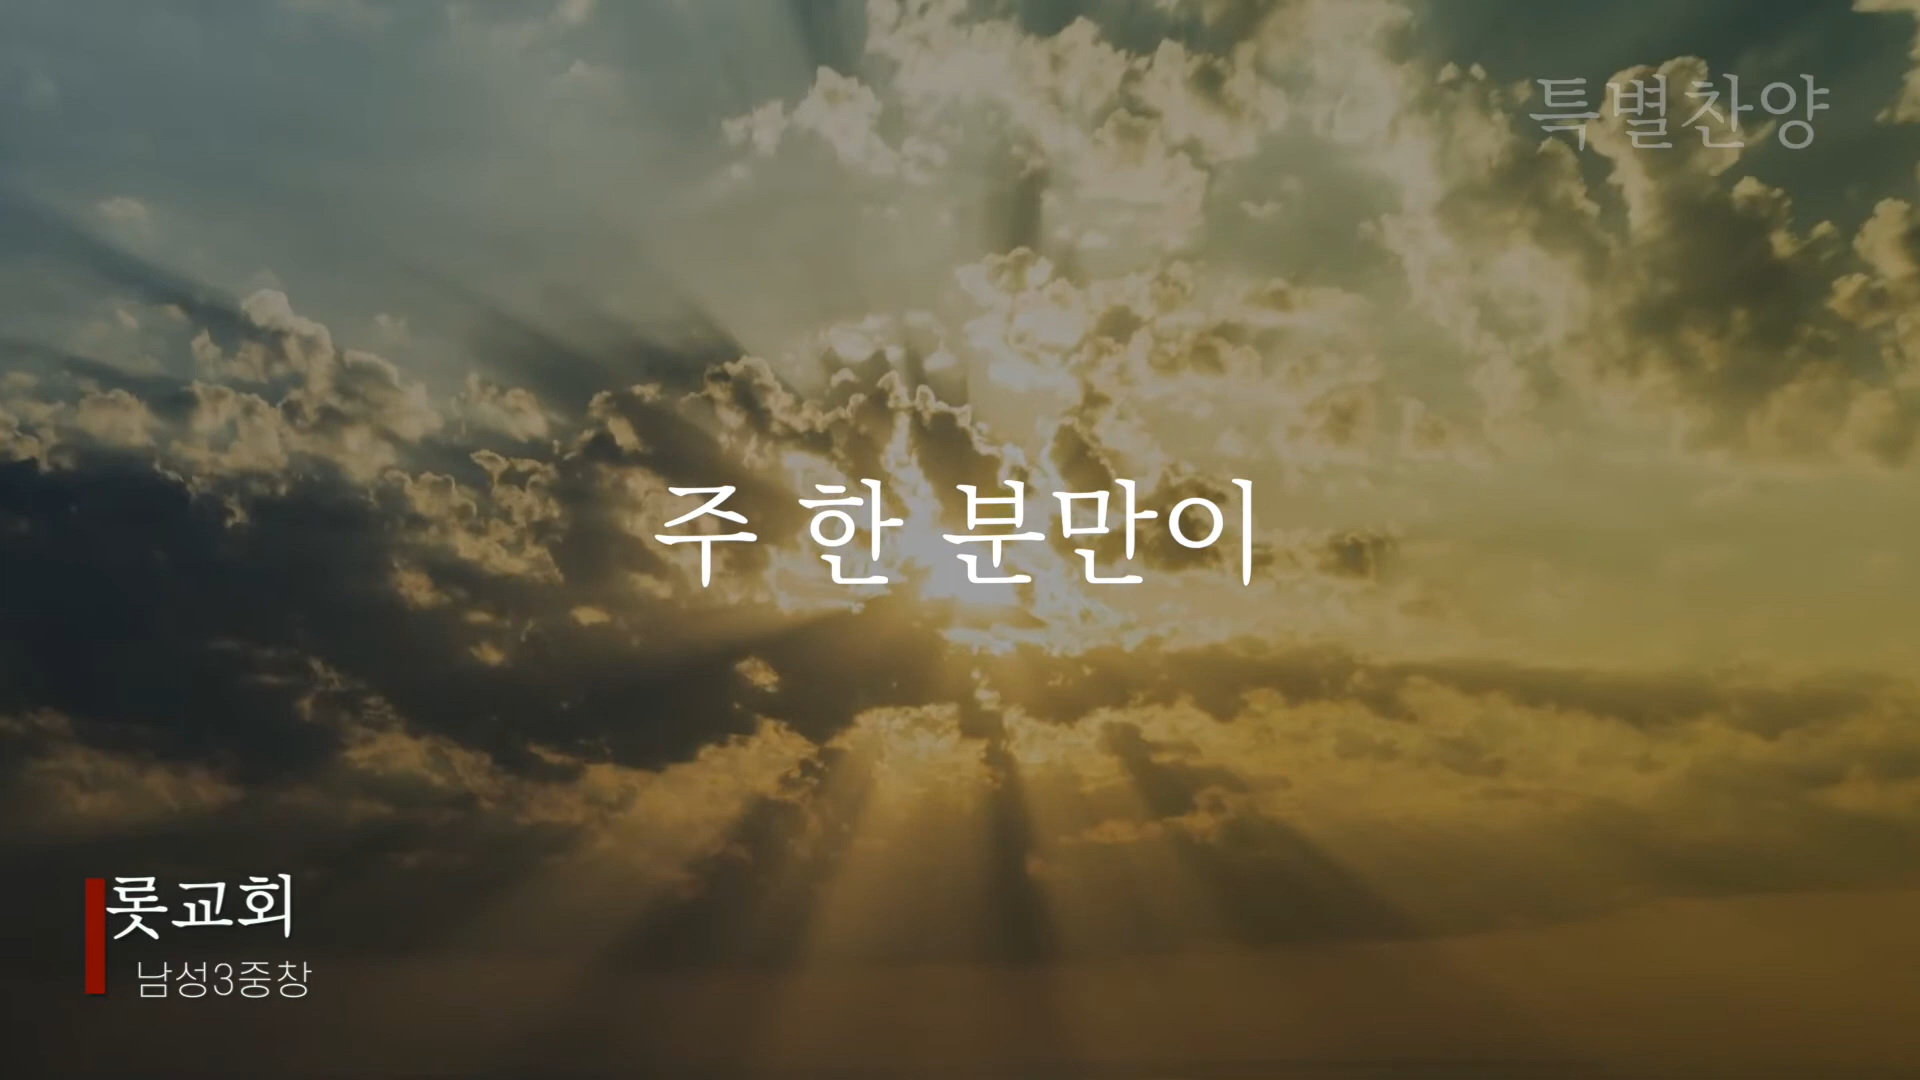 특별찬양
주 한 분만이
롯교회
남성3중창